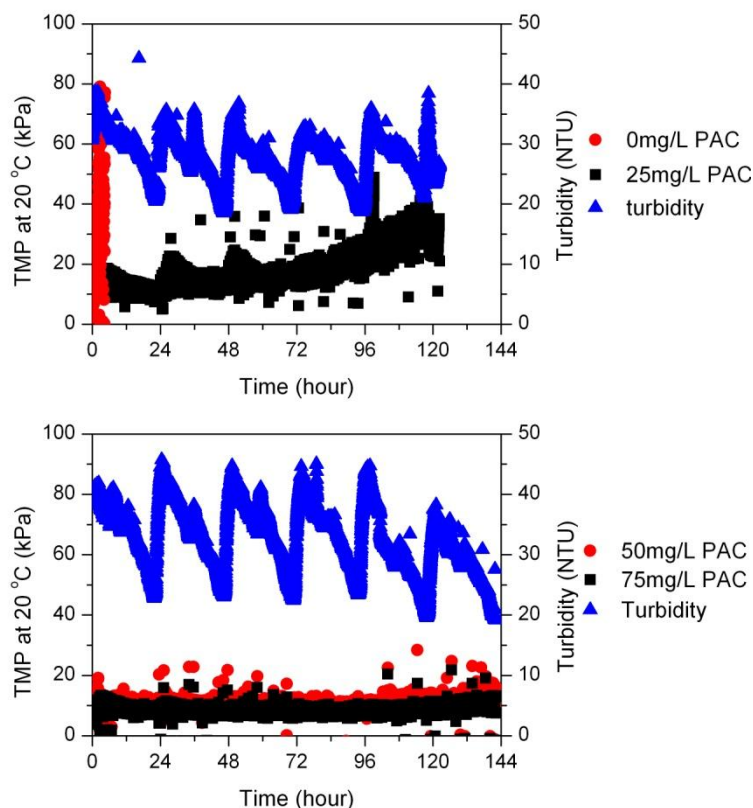 100
80
60
40
20
0
TMP at 20 °C (kPa)
50
40
30
20
10
0
Turbidity (NTU)
0 24 48 72 96 120 144
Time (hour)
0mg/L PAC
25mg/L PAC
turbidity
100
80
60
40
20
0
TMP at 20 °C (kPa)
50
40
30
20
10
0
Turbidity (NTU)
0 24 48 72 96 120 144
Time (hour)
50mg/L PAC
75mg/L PAC
Turbidity